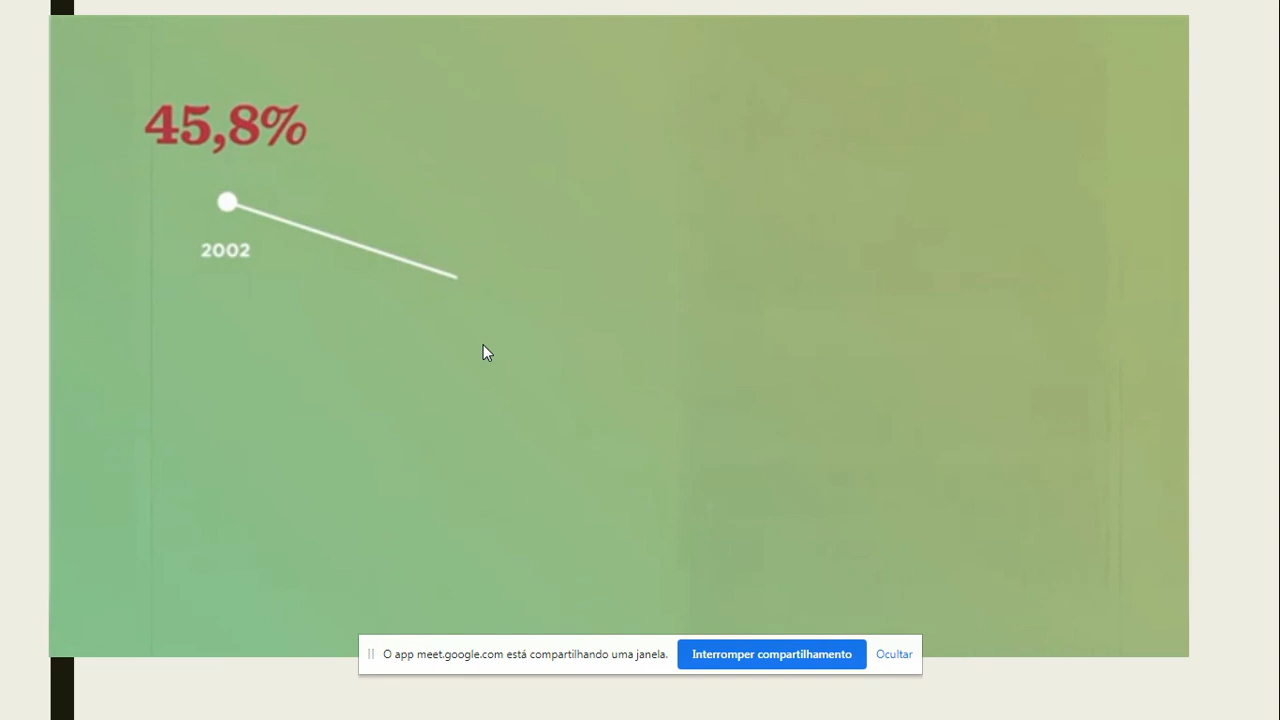 45,8%
2002
O app meet.google.com está compartilhando uma janela.
Interromper compartilhamento
Ocultar